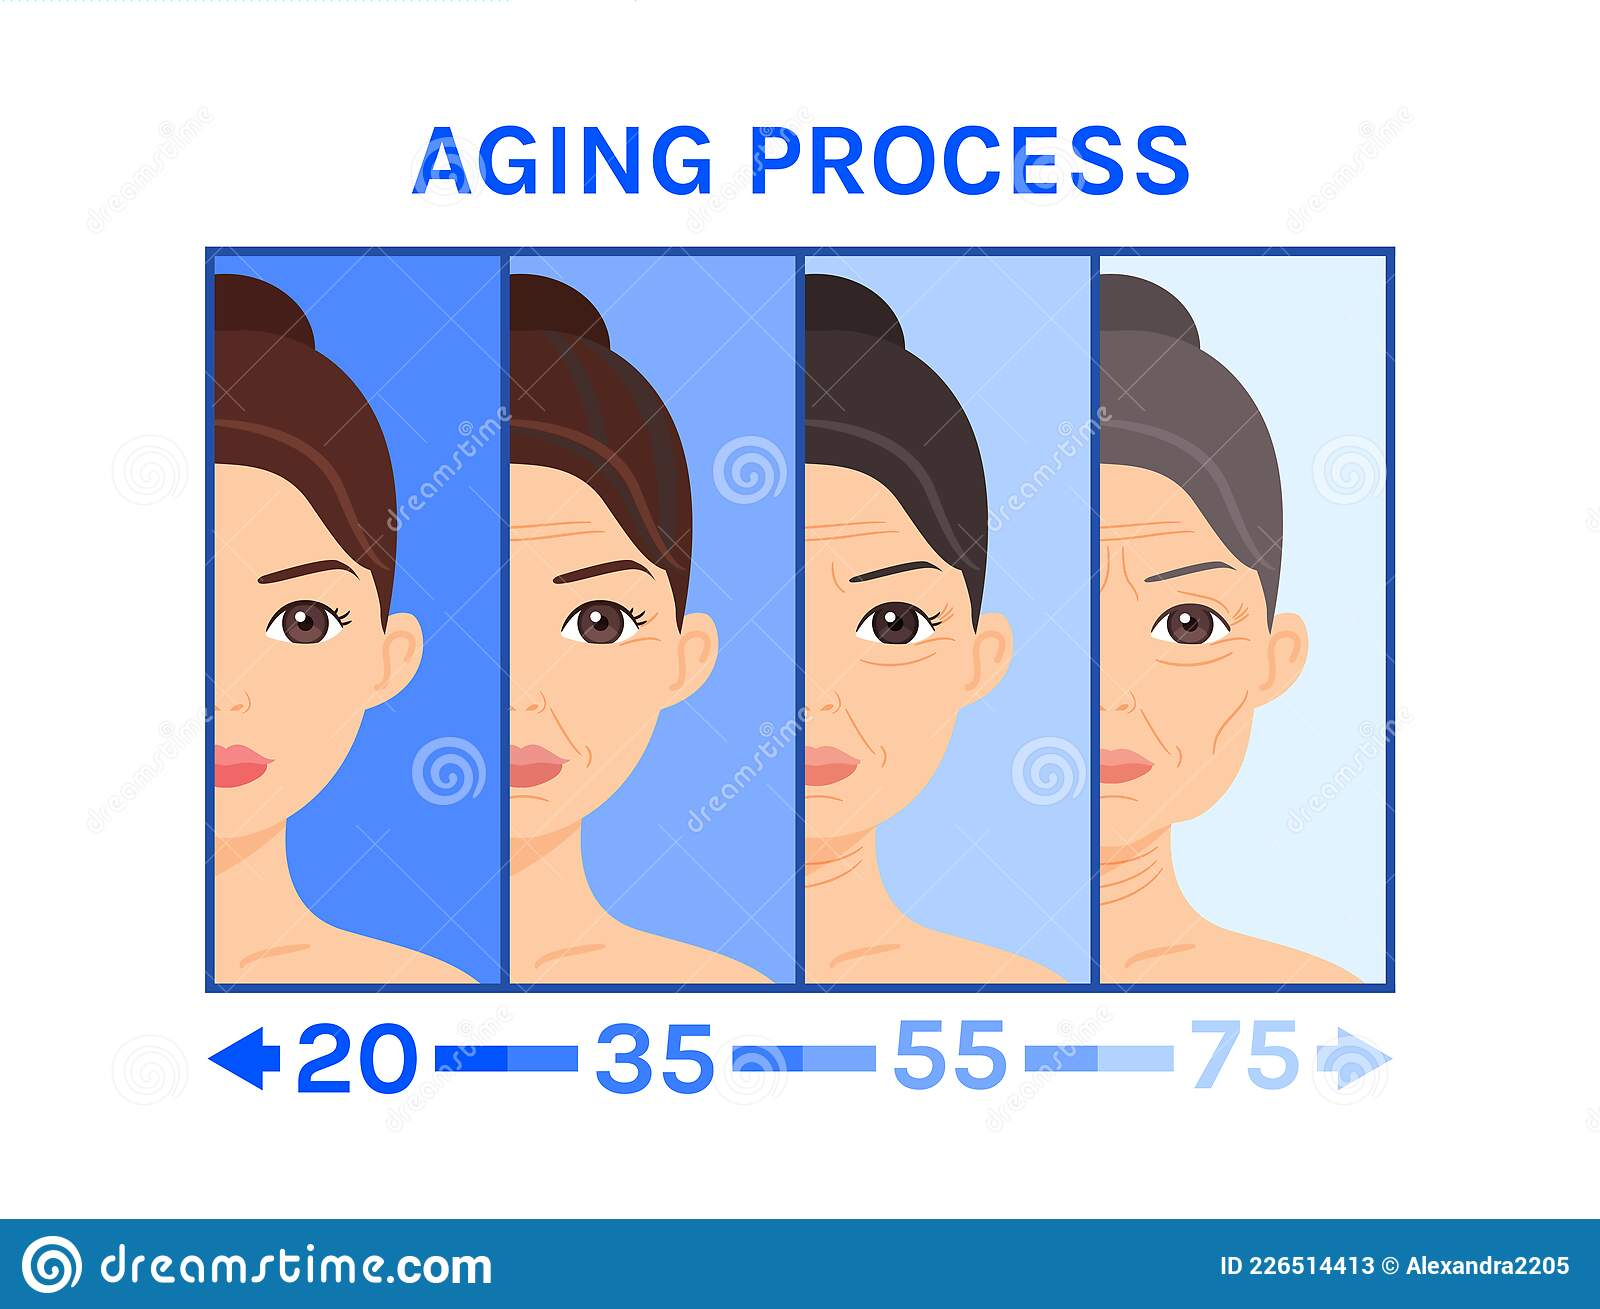 AGING PROCESS
20 35 55 75
dreamstime.com
ID 226514413 © Alexandra2205